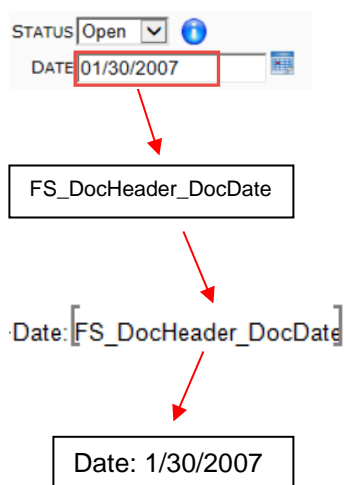 STATUS Open
DATE 01/30/2007
FS_DocHeader_DocDate
Date: [FS_DocHeader_DocDate]
Date: 1/30/2007